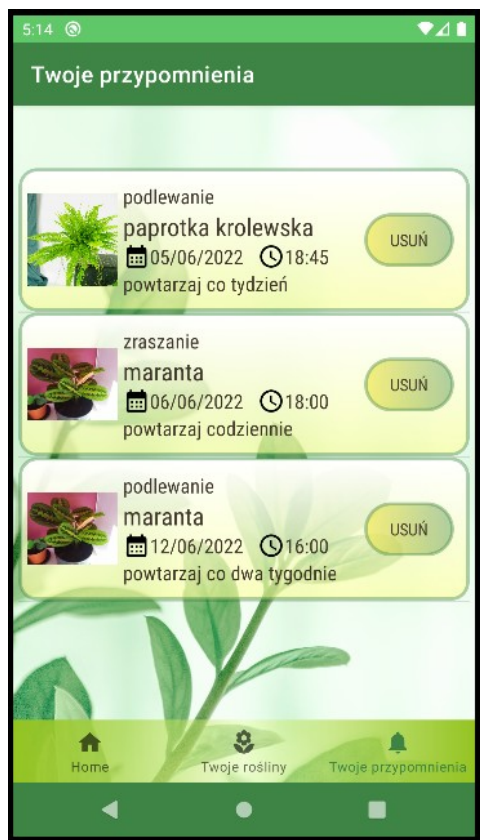 5:14
Twoje przypomnienia
podlewanie
paprotka krolewska
05/06/2022 18:45
powtarzaj co tydzień
USUŃ
zraszanie
maranta
06/06/2022 18:00
powtarzaj codziennie
USUŃ
podlewanie
maranta
12/06/2022 16:00
powtarzaj co dwa tygodnie
USUŃ
Home Twoje rośliny Twoje przypomnienia